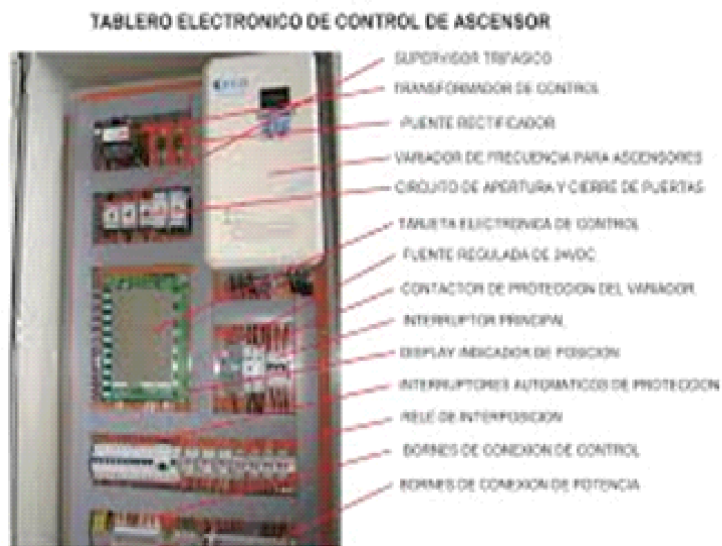 TABLERO ELECTRONICO DE CONTROL DE ASCENSOR
SUPERVISOR TRIFASICO
TRANSFORMADOR DE CONTROL
PUENTE RECTIFICADOR
VARIADOR DE FRECUENCIA PARA ASCENSORES
CIRCUITO DE APERTURA Y CIERRE DE PUERTAS
TARJETA ELECTRONICA DE CONTROL
FUENTE REGULADA DE 24VDC
CONTACTOR DE PROTECCION DEL VARIADOR
INTERRUPTOR PRINCIPAL
DISPLAY INDICADOR DE POSICION
INTERRUPTORES AUTOMATICOS DE PROTECCION
RELE DE INTERPOSICION
BORNES DE CONEXION DE CONTROL
BORNES DE CONEXION DE POTENCIA